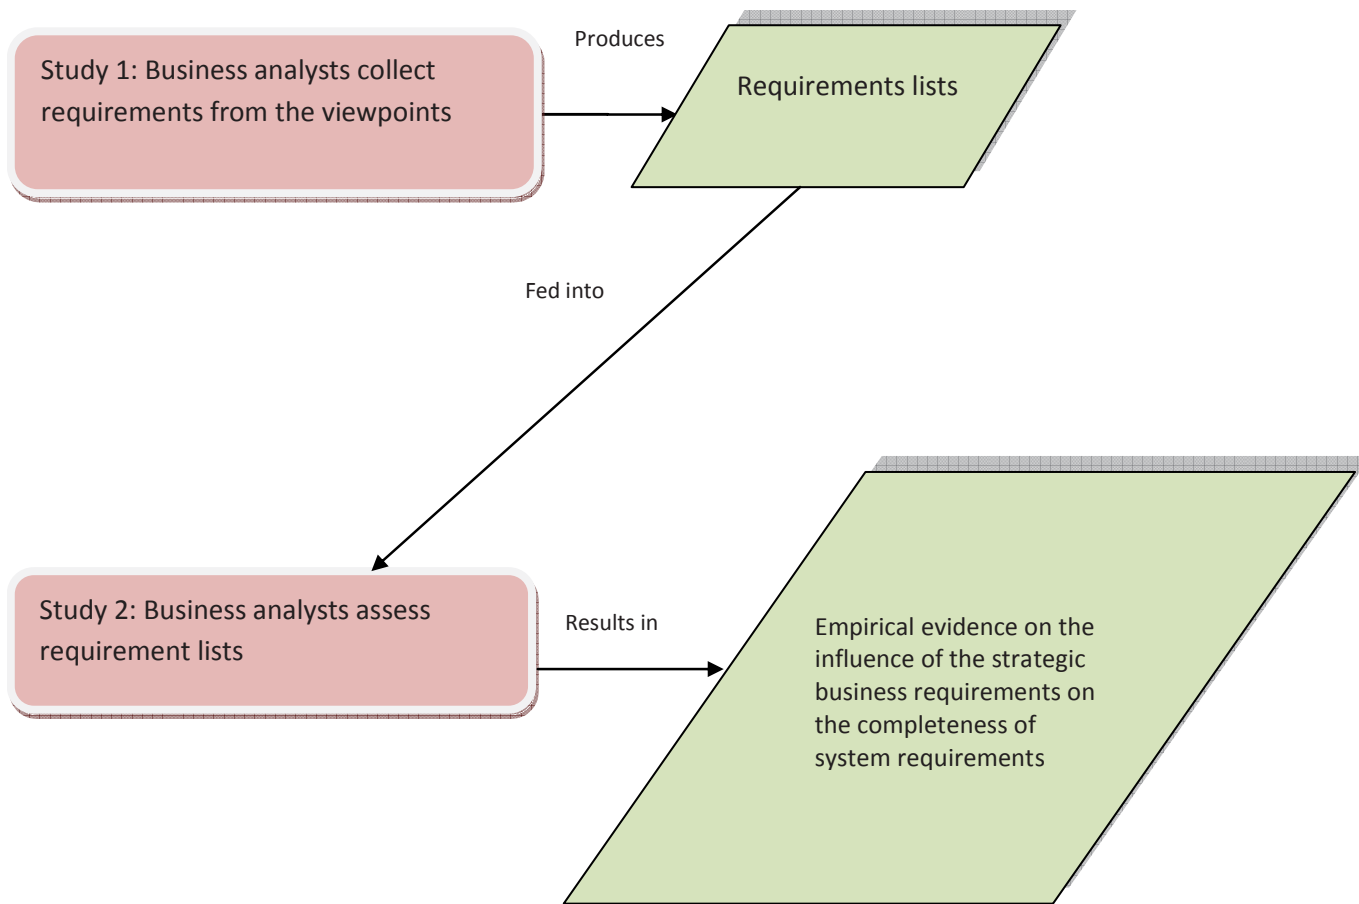 Study 1: Business analysts collect
requirements from the viewpoints
Produces
Requirements lists
Fed into
Study 2: Business analysts assess
requirement lists
Results in
Empirical evidence on the
influence of the strategic
business requirements on
the completeness of
system requirements